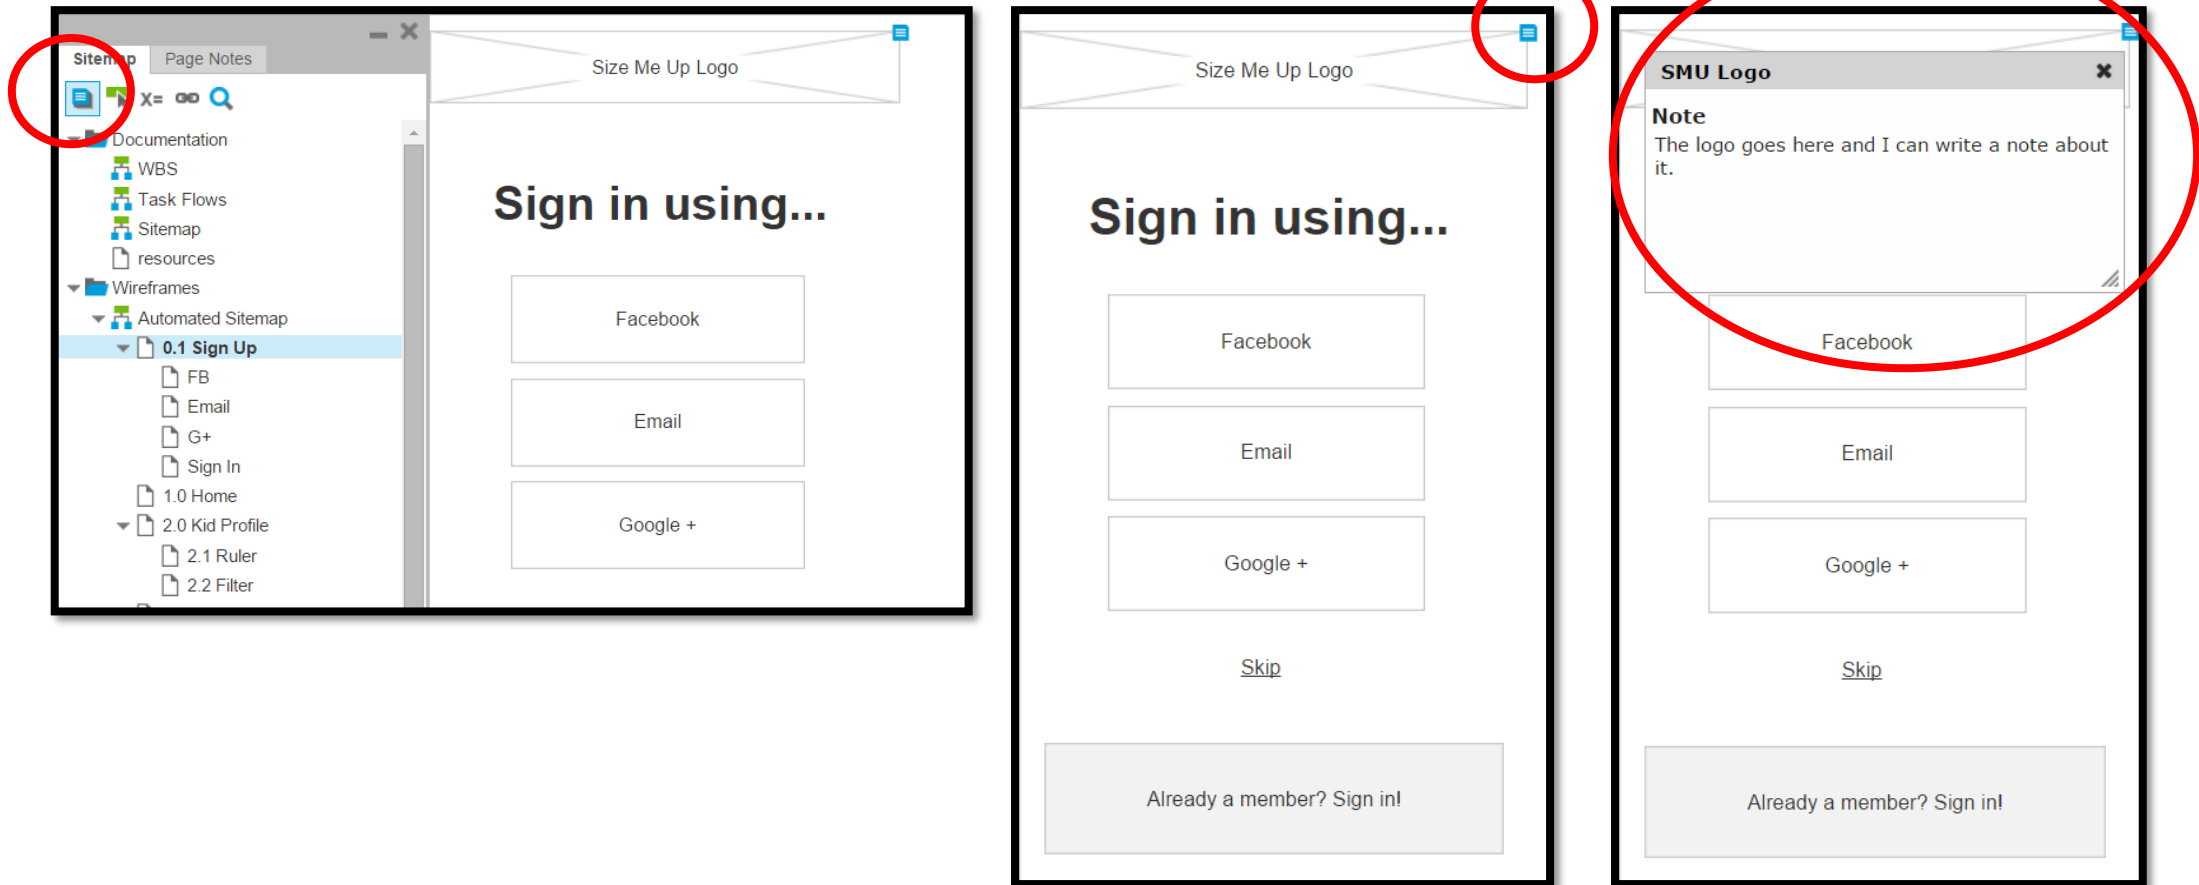 Sitemap Page Notes
X=
Documentation
WBS
Task Flows
Sitemap
resources
Wireframes
Automated Sitemap
0.1 Sign Up
FB
Email
G+
Sign In
1.0 Home
2.0 Kid Profile
2.1 Ruler
2.2 Filter
Size Me Up Logo
Sign in using...
Facebook
Email
Google +
Size Me Up Logo
Sign in using...
Facebook
Email
Google +
Skip
Already a member? Sign in!
SMU Logo
Note
The logo goes here and I can write a note about
it.
Facebook
Email
Google +
Skip
Already a member? Sign in!